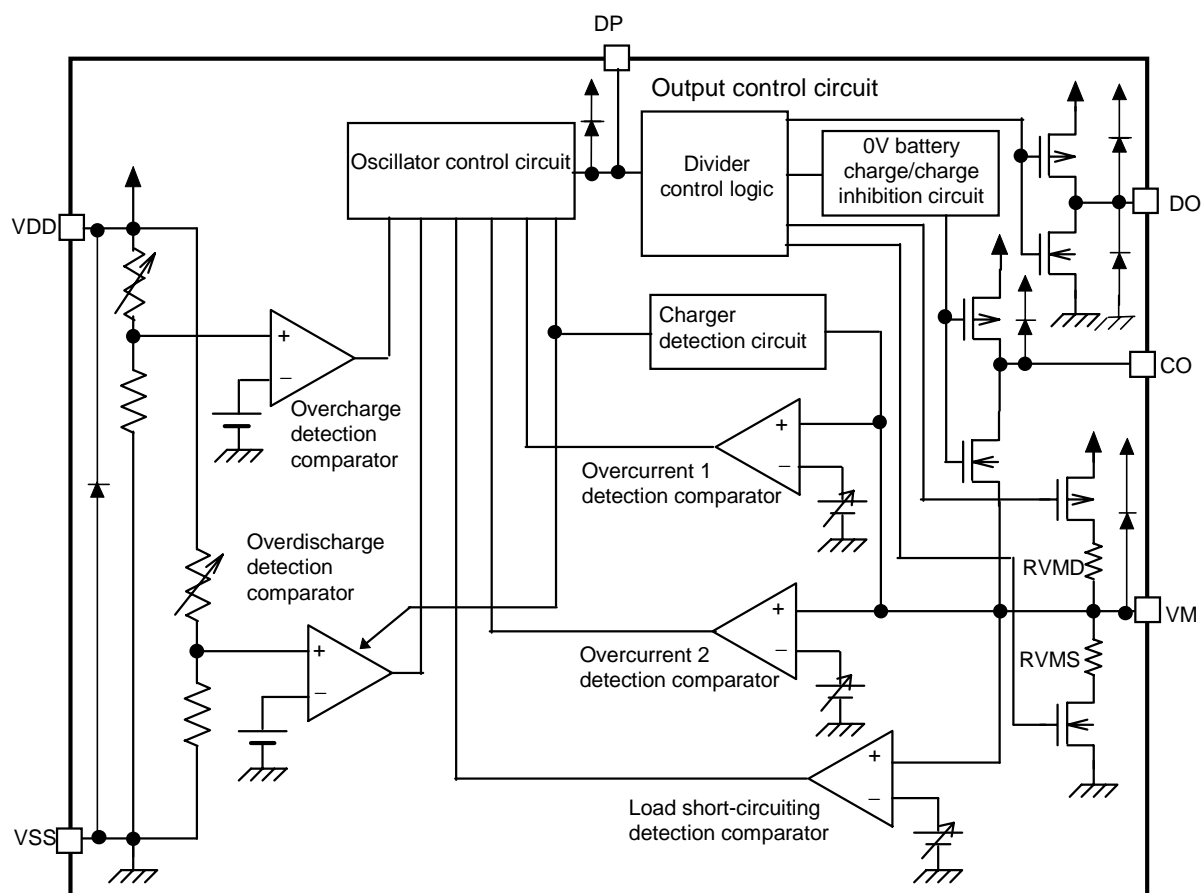 DP
Output control circuit
Oscillator control circuit
Divider
control logic
0V battery
charge/charge
inhibition circuit
VDD
DO
Charger
detection circuit
+
−
CO
Overcharge
detection
comparator
+
−
Overcurrent 1
detection comparator
Overdischarge
detection
comparator
RVMD
+
−
VM
+
−
Overcurrent 2
detection comparator
RVMS
+
−
Load short-circuiting
detection comparator
VSS